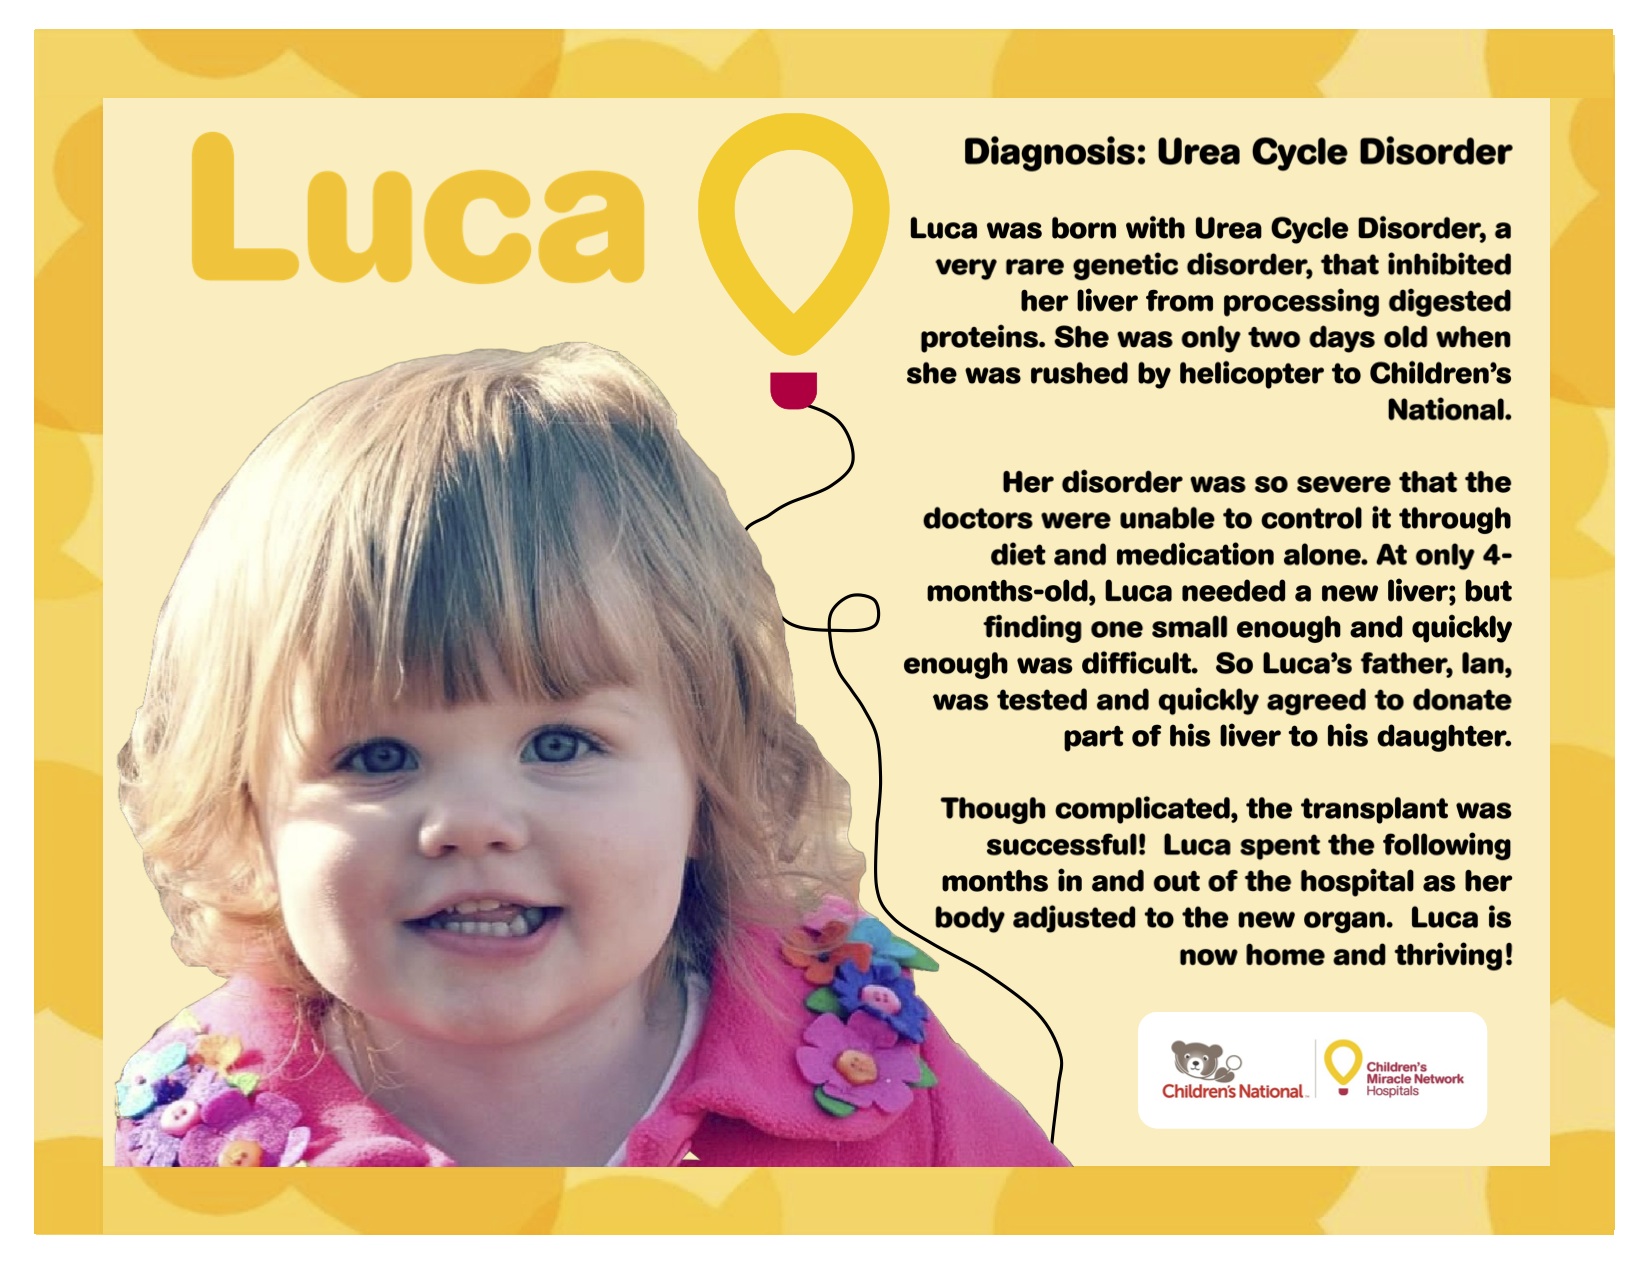 Luca
Diagnosis: Urea Cycle Disorder
Luca was born with Urea Cycle Disorder, a
very rare genetic disorder, that inhibited
her liver from processing digested
proteins. She was only two days old when
she was rushed by helicopter to Children’s
National.
Her disorder was so severe that the
doctors were unable to control it through
diet and medication alone. At only 4-
months-old, Luca needed a new liver; but
finding one small enough and quickly
enough was difficult.  So Luca’s father, Ian,
was tested and quickly agreed to donate
part of his liver to his daughter.
Though complicated, the transplant was
successful!  Luca spent the following
months in and out of the hospital as her
body adjusted to the new organ.  Luca is
now home and thriving!
Children's National
Children's
Miracle Network
Hospitals